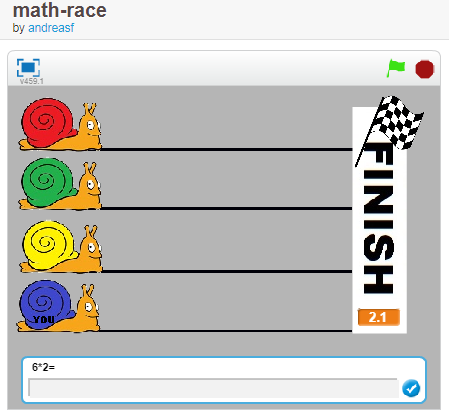 math-race
by andreasf
v459.1
FINISH
YOU
2.1
6*2=